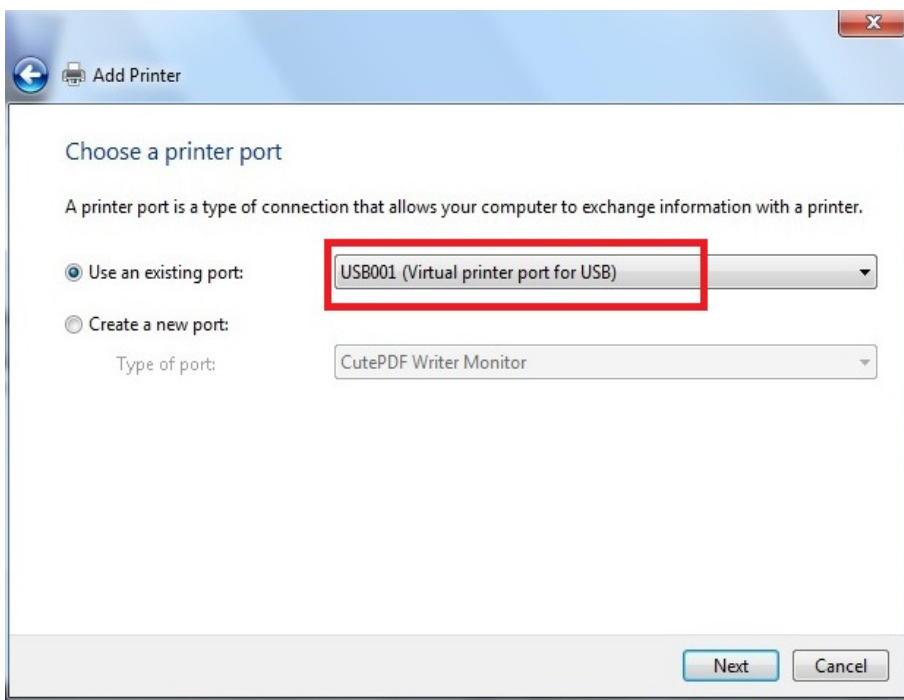 Add Printer
Choose a printer port
A printer port is a type of connection that allows your computer to exchange information with a printer.
Use an existing port: USB001 (Virtual printer port for USB)
Create a new port:
Type of port: CutePDF Writer Monitor
Next Cancel